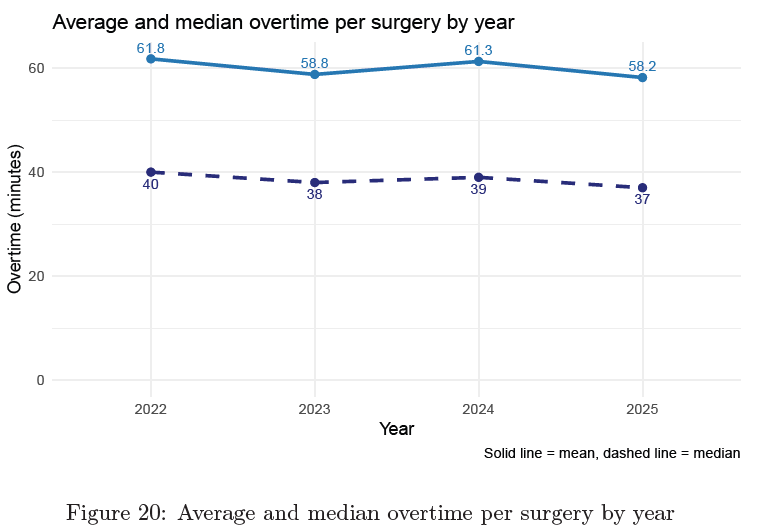 Average and median overtime per surgery by year
61.8
58.8
61.3
58.2
60
40
20
0
40
38
39
37
Overtime (minutes)
2022 2023 2024 2025
Year
Solid line = mean, dashed line = median
Figure 20: Average and median overtime per surgery by year